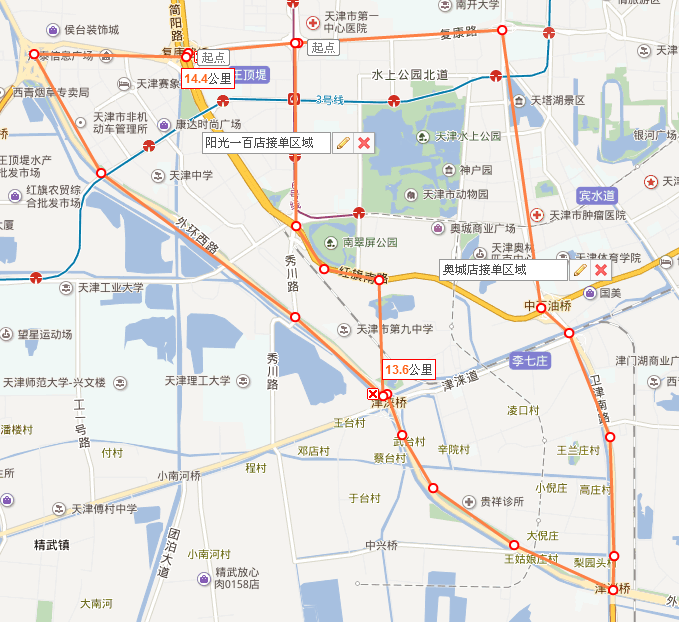 侯台装饰城
简阳路
天津市第一
中心医院
南开大学
复康路
起点
起点
泰信息广场
14.4公里
王顶堤
水上公园北道
天津赛象
西青烟草专卖局
3号线
天塔湖景区
天津市非机
动车管理所
康达时尚广场
天津水上公园
银河广场
阳光一百店接单区域
王顶堤水产
批发市场
天津中学
神户园
红旗农贸综
合批发市场
天津市动物园
宾水道
天津市肿瘤医院
外环西路
奥城商业广场
南翠屏公园
天津奥林
匹克中心
天津体育学院
秀川路
红旗南路
奥城店接单区域
天津工业大学
国美
中石油桥
望星运动场
天津市第九中学
李七庄
津门湖商业广
秀川路
13.6公里
津涞道
天津师范大学-兴文楼
天津理工大学
卫津南路
津涞桥
工一号路
王台村
凌口村
潘楼村
武台村
付村
邓店村
蔡台村
辛院村
王兰庄村
程村
小南河桥
于台村
小倪庄
高庄村
贵祥诊所
天津傅村中学
大倪庄
精武镇
团泊大道
小南河村
中兴桥
王姑娘庄村
梨园头村
精武放心
肉0158店
大南河